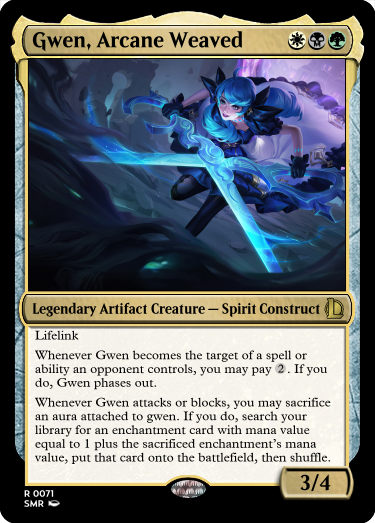 Gwen, Arcane Weaved
Legendary Artifact Creature — Spirit Construct
Lifelink
Whenever Gwen becomes the target of a spell or
ability an opponent controls, you may pay 2. If you
do, Gwen phases out.
Whenever Gwen attacks or blocks, you may sacrifice
an aura attached to gwen. If you do, search your
library for an enchantment card with mana value
equal to 1 plus the sacrificed enchantment's mana
value, put that card onto the battlefield, then shuffle.
3/4
R 0071
SMR